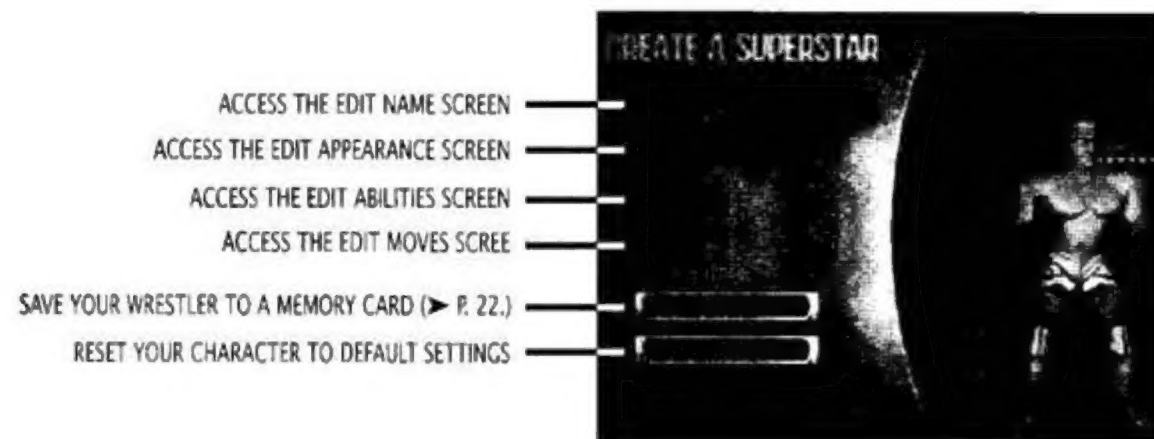 CREATE A SUPERSTAR
ACCESS THE EDIT NAME SCREEN
ACCESS THE EDIT APPEARANCE SCREEN
ACCESS THE EDIT ABILITIES SCREEN
ACCESS THE EDIT MOVES SCREE
SAVE YOUR WRESTLER TO A MEMORY CARD (➤ P. 22.)
RESET YOUR CHARACTER TO DEFAULT SETTINGS